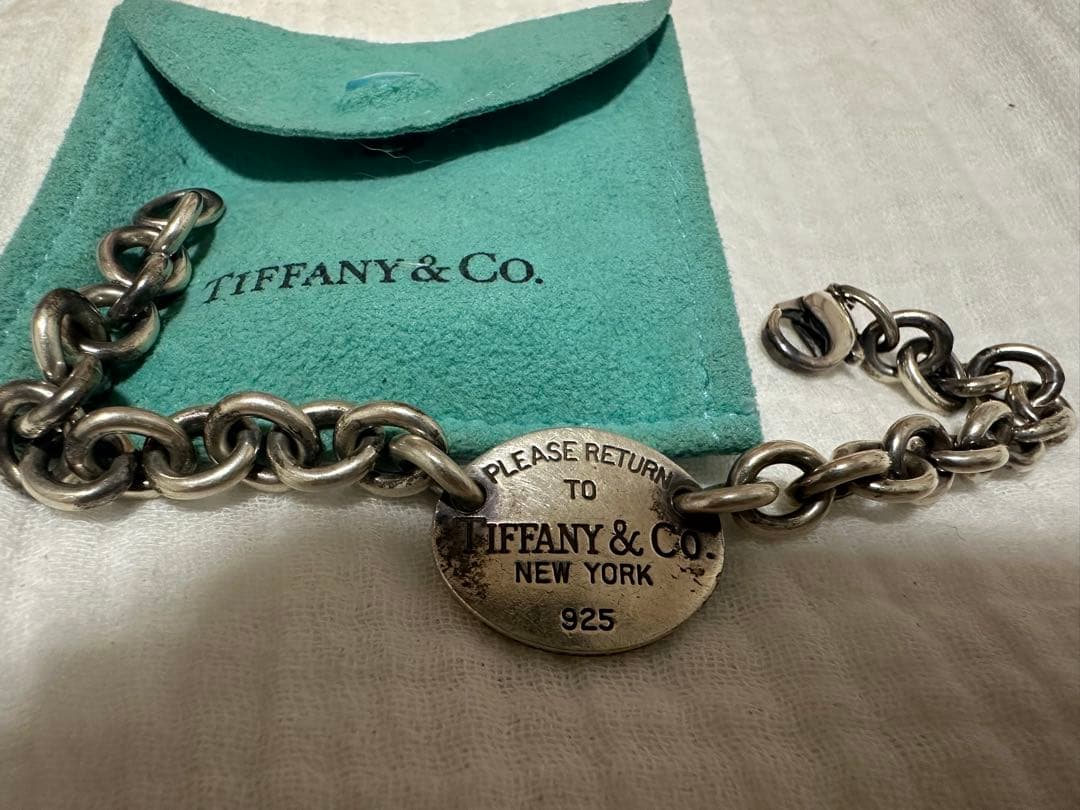 TIFFANY & CO.
PLEASE RETURN
TO
TIFFANY & CO.
NEW YORK
925